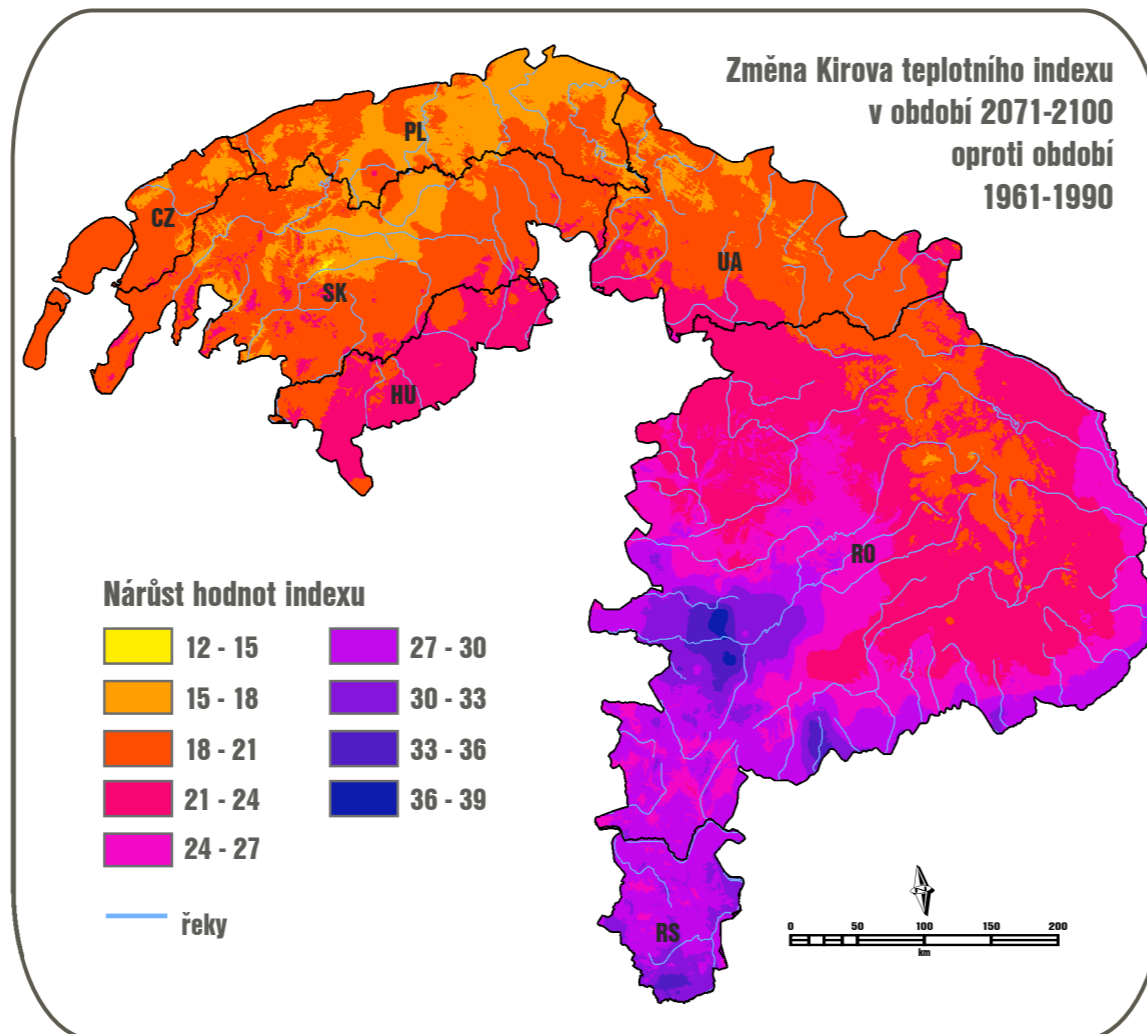 Změna Kirova teplotního indexu
v období 2071-2100
oproti období
1961-1990
PL
CZ
SK
UA
HU
RO
RS
Nárůst hodnot indexu
12 - 15
15 - 18
18 - 21
21 - 24
24 - 27
27 - 30
30 - 33
33 - 36
36 - 39
řeky
0 50 100 150 200
km